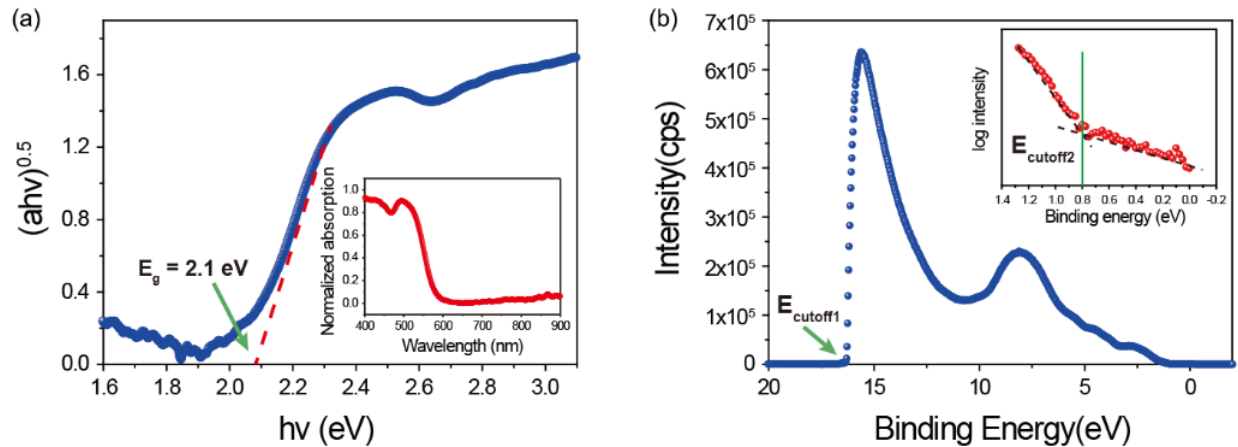 (a)
(ahv)^0.5
1.6
1.2
0.8
0.4
0.0
1.6 1.8 2.0 2.2 2.4 2.6 2.8 3.0
hv (eV)
E_g = 2.1 eV
Normalized absorption
1.0
0.8
0.6
0.4
0.2
0.0
400 500 600 700 800 900
Wavelength (nm)
(b)
Intensity(cps)
7x10^5
6x10^5
5x10^5
4x10^5
3x10^5
2x10^5
1x10^5
0
20 15 10 5 0
Binding Energy(eV)
E_cutoff1
log intensity
E_cutoff2
1.4 1.2 1.0 0.8 0.6 0.4 0.2 0.0 -0.2
Binding energy (eV)